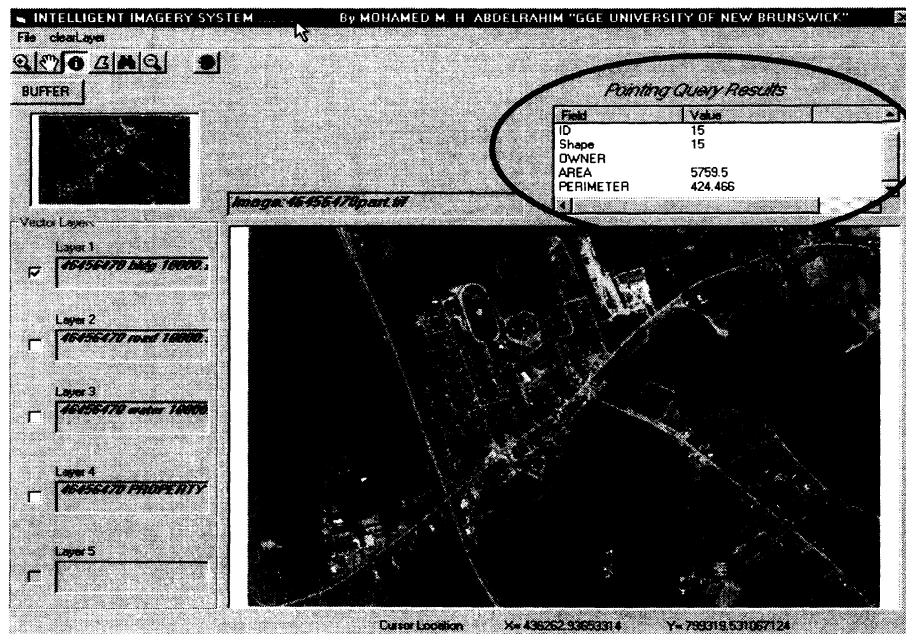 INTELLIGENT IMAGERY SYSTEM ........ By MOHAMED M. H. ABDELRAHIM "GGE UNIVERSITY OF NEW BRUNSWICK"
File clearLayer
BUFFER
Pointing Query Results
Field Value
ID 15
Shape 15
OWNER
AREA 5759.5
PERIMETER 424.466
Image: 46456470part.tif
Vector Layers
Layer 1
46456470 bldg 10000.
Layer 2
46456470 road 10000.
Layer 3
46456470 water 10000
Layer 4
46456470 PROPERTY
Layer 5
Cursor Location X= 436262.93653314 Y= 799319.531067124